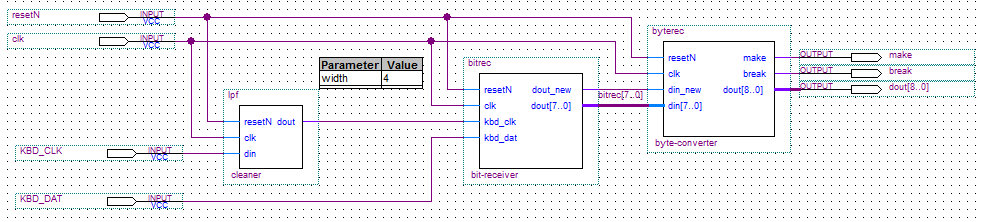 resetN INPUT VCC
clk INPUT VCC
Parameter Value
width 4
lpf
resetN dout
clk
din
cleaner
KBD_CLK INPUT VCC
KBD_DAT INPUT VCC
bitrec
resetN dout_new
clk dout[7..0]
kbd_clk
kbd_dat
bit-receiver
bitrec[7..0]
byterec
resetN make
clk break
din_new dout[8..0]
din[7..0]
byte-converter
OUTPUT make
OUTPUT break
OUTPUT dout[8..0]